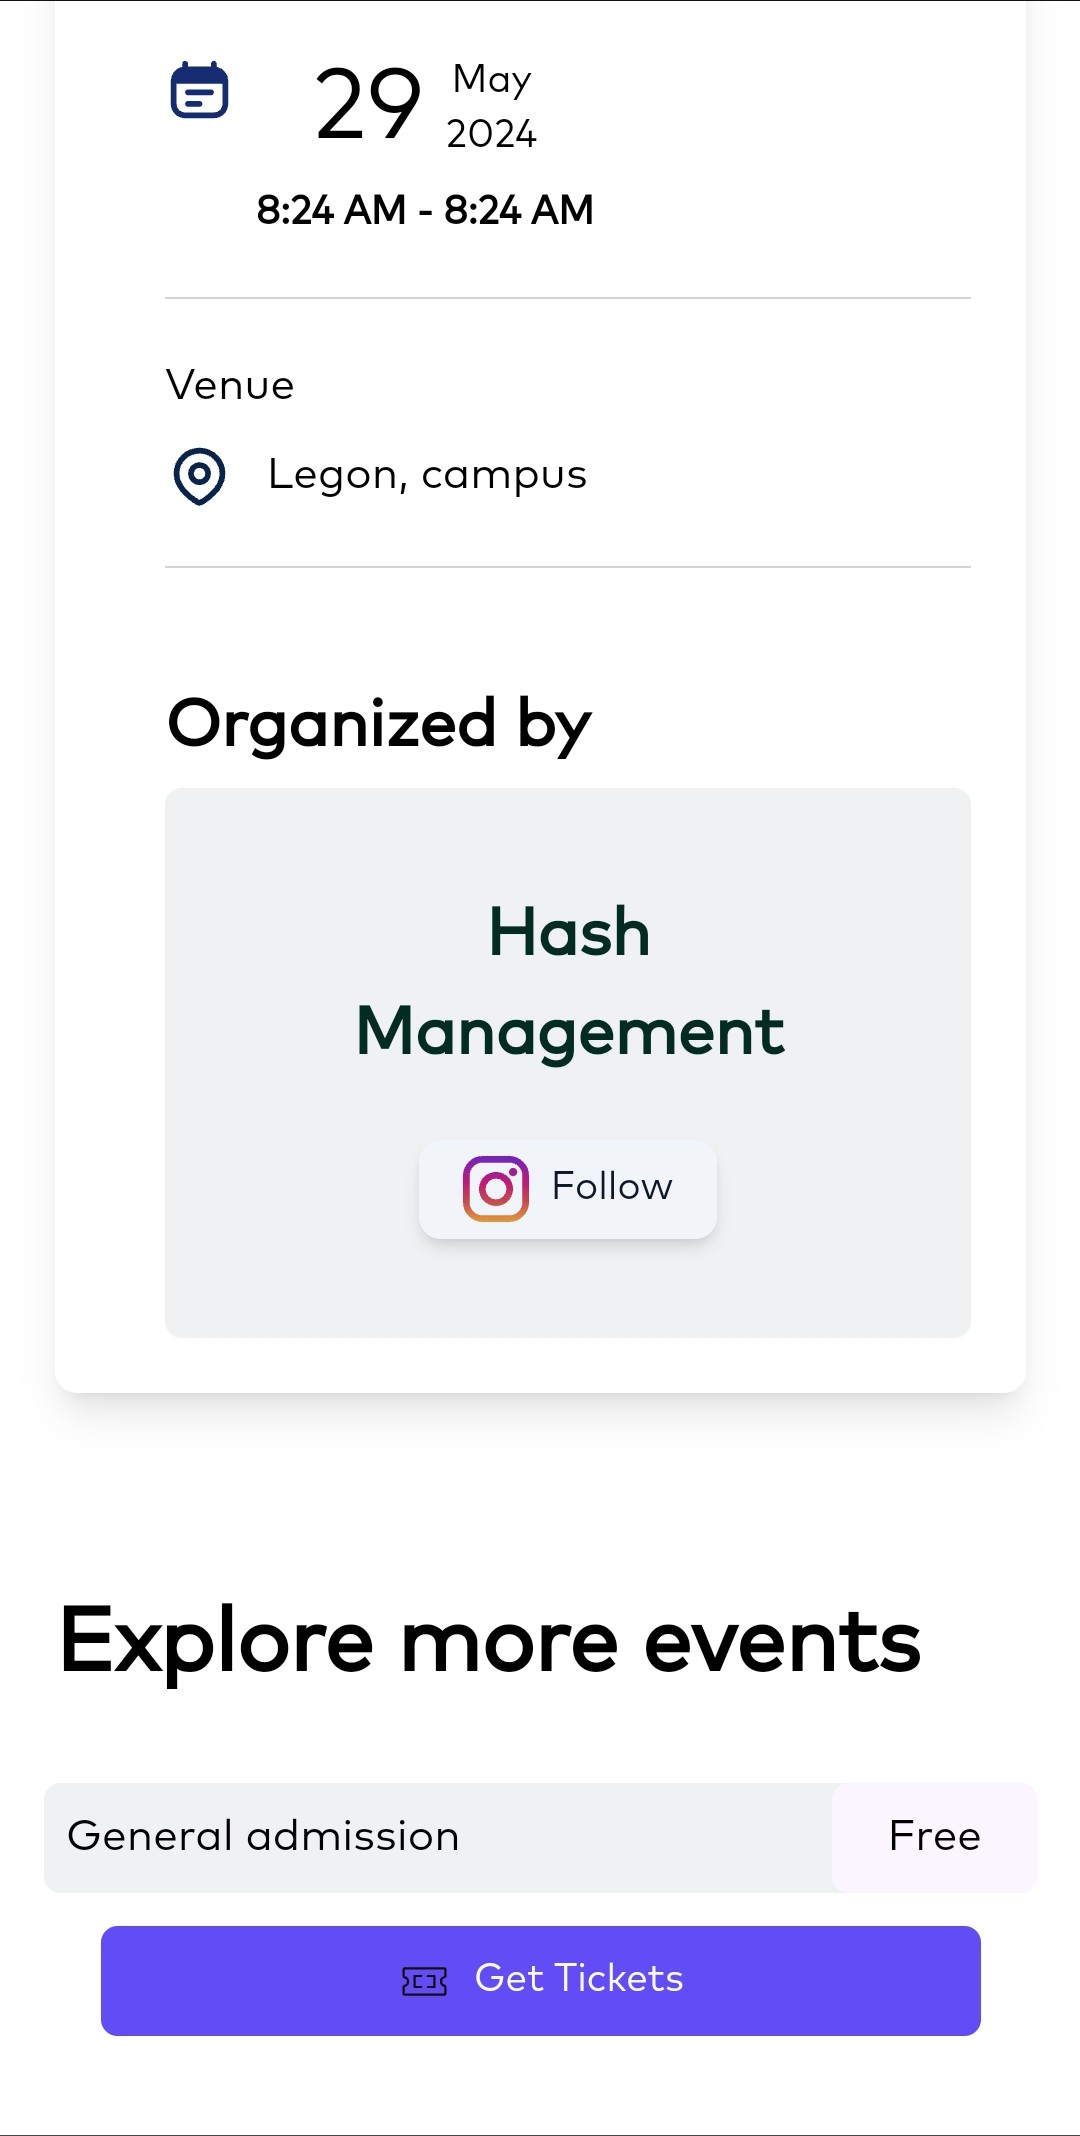 29 May
2024
8:24 AM - 8:24 AM
Venue
Legon, campus
Organized by
Hash
Management
Follow
Explore more events
General admission Free
Get Tickets